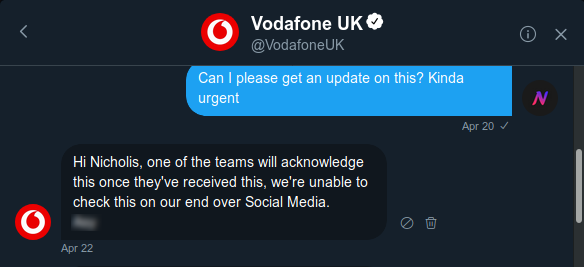 Vodafone UK
@VodafoneUK
Can I please get an update on this? Kinda
urgent
Apr 20
Hi Nicholis, one of the teams will acknowledge
this once they've received this, we're unable to
check this on our end over Social Media.
Apr 22